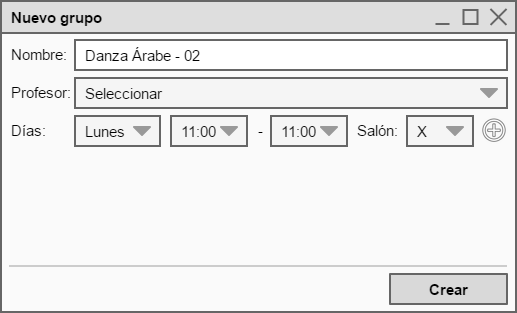 Nuevo grupo
Nombre: Danza Árabe - 02
Profesor: Seleccionar
Días: Lunes 11:00 - 11:00 Salón: X
Crear